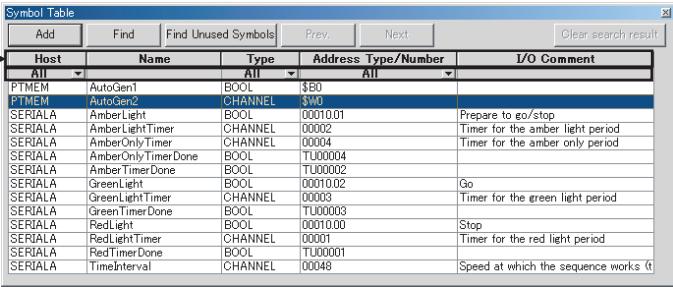 Symbol Table
Add Find Find Unused Symbols Prev. Next Clear search result
Host Name Type Address Type/Number I/O Comment
All All All
PTMEM AutoGen1 BOOL $B0
PTMEM AutoGen2 CHANNEL $W0
SERIALA AmberLight BOOL 00010.01 Prepare to go/stop
SERIALA AmberLightTimer CHANNEL 00002 Timer for the amber light period
SERIALA AmberOnlyTimer CHANNEL 00004 Timer for the amber only period
SERIALA AmberOnlyTimerDone BOOL TU00004
SERIALA AmberTimerDone BOOL TU00002
SERIALA GreenLight BOOL 00010.02 Go
SERIALA GreenLightTimer CHANNEL 00003 Timer for the green light period
SERIALA GreenTimerDone BOOL TU00003
SERIALA RedLight BOOL 00010.00 Stop
SERIALA RedLightTimer CHANNEL 00001 Timer for the red light period
SERIALA RedTimerDone BOOL TU00001
SERIALA TimeInterval CHANNEL 00048 Speed at which the sequence works (t